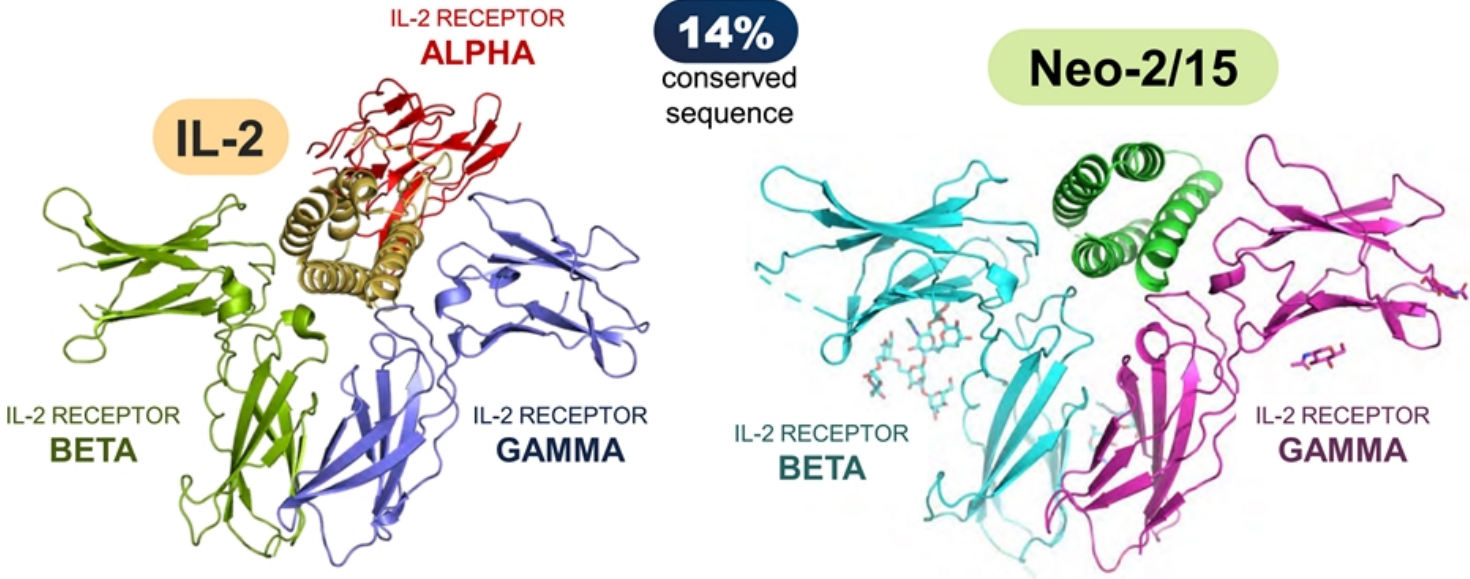 IL-2 RECEPTOR
ALPHA
IL-2
IL-2 RECEPTOR
BETA
IL-2 RECEPTOR
GAMMA
14%
conserved
sequence
Neo-2/15
IL-2 RECEPTOR
BETA
IL-2 RECEPTOR
GAMMA